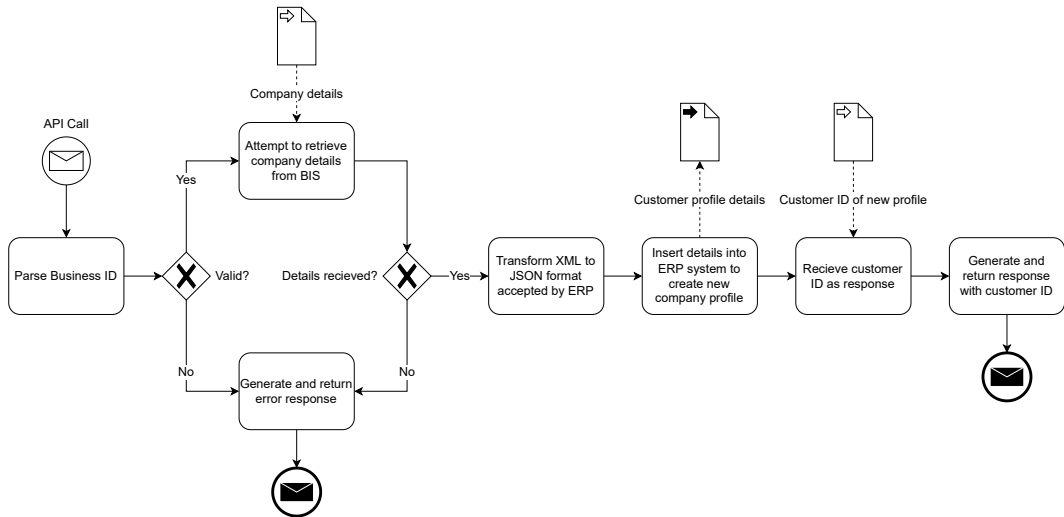 Company details
API Call
Attempt to retrieve
company details
from BIS
Yes
Customer profile details
Customer ID of new profile
Parse Business ID
Valid?
Details recieved?
Yes
Transform XML to
JSON format
accepted by ERP
Insert details into
ERP system to
create new
company profile
Recieve customer
ID as response
Generate and
return response
with customer ID
No
No
Generate and return
error response